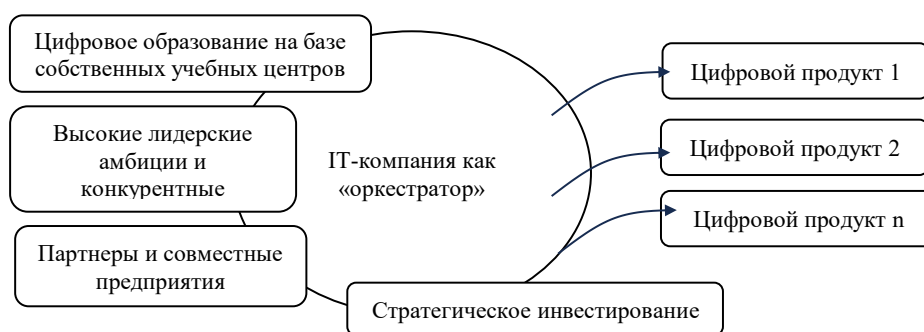 Цифровое образование на базе
собственных учебных центров
Высокие лидерские
амбиции и
конкурентные
Партнеры и совместные
предприятия
IT-компания как
«оркестратор»
Стратегическое инвестирование
Цифровой продукт 1
Цифровой продукт 2
Цифровой продукт n